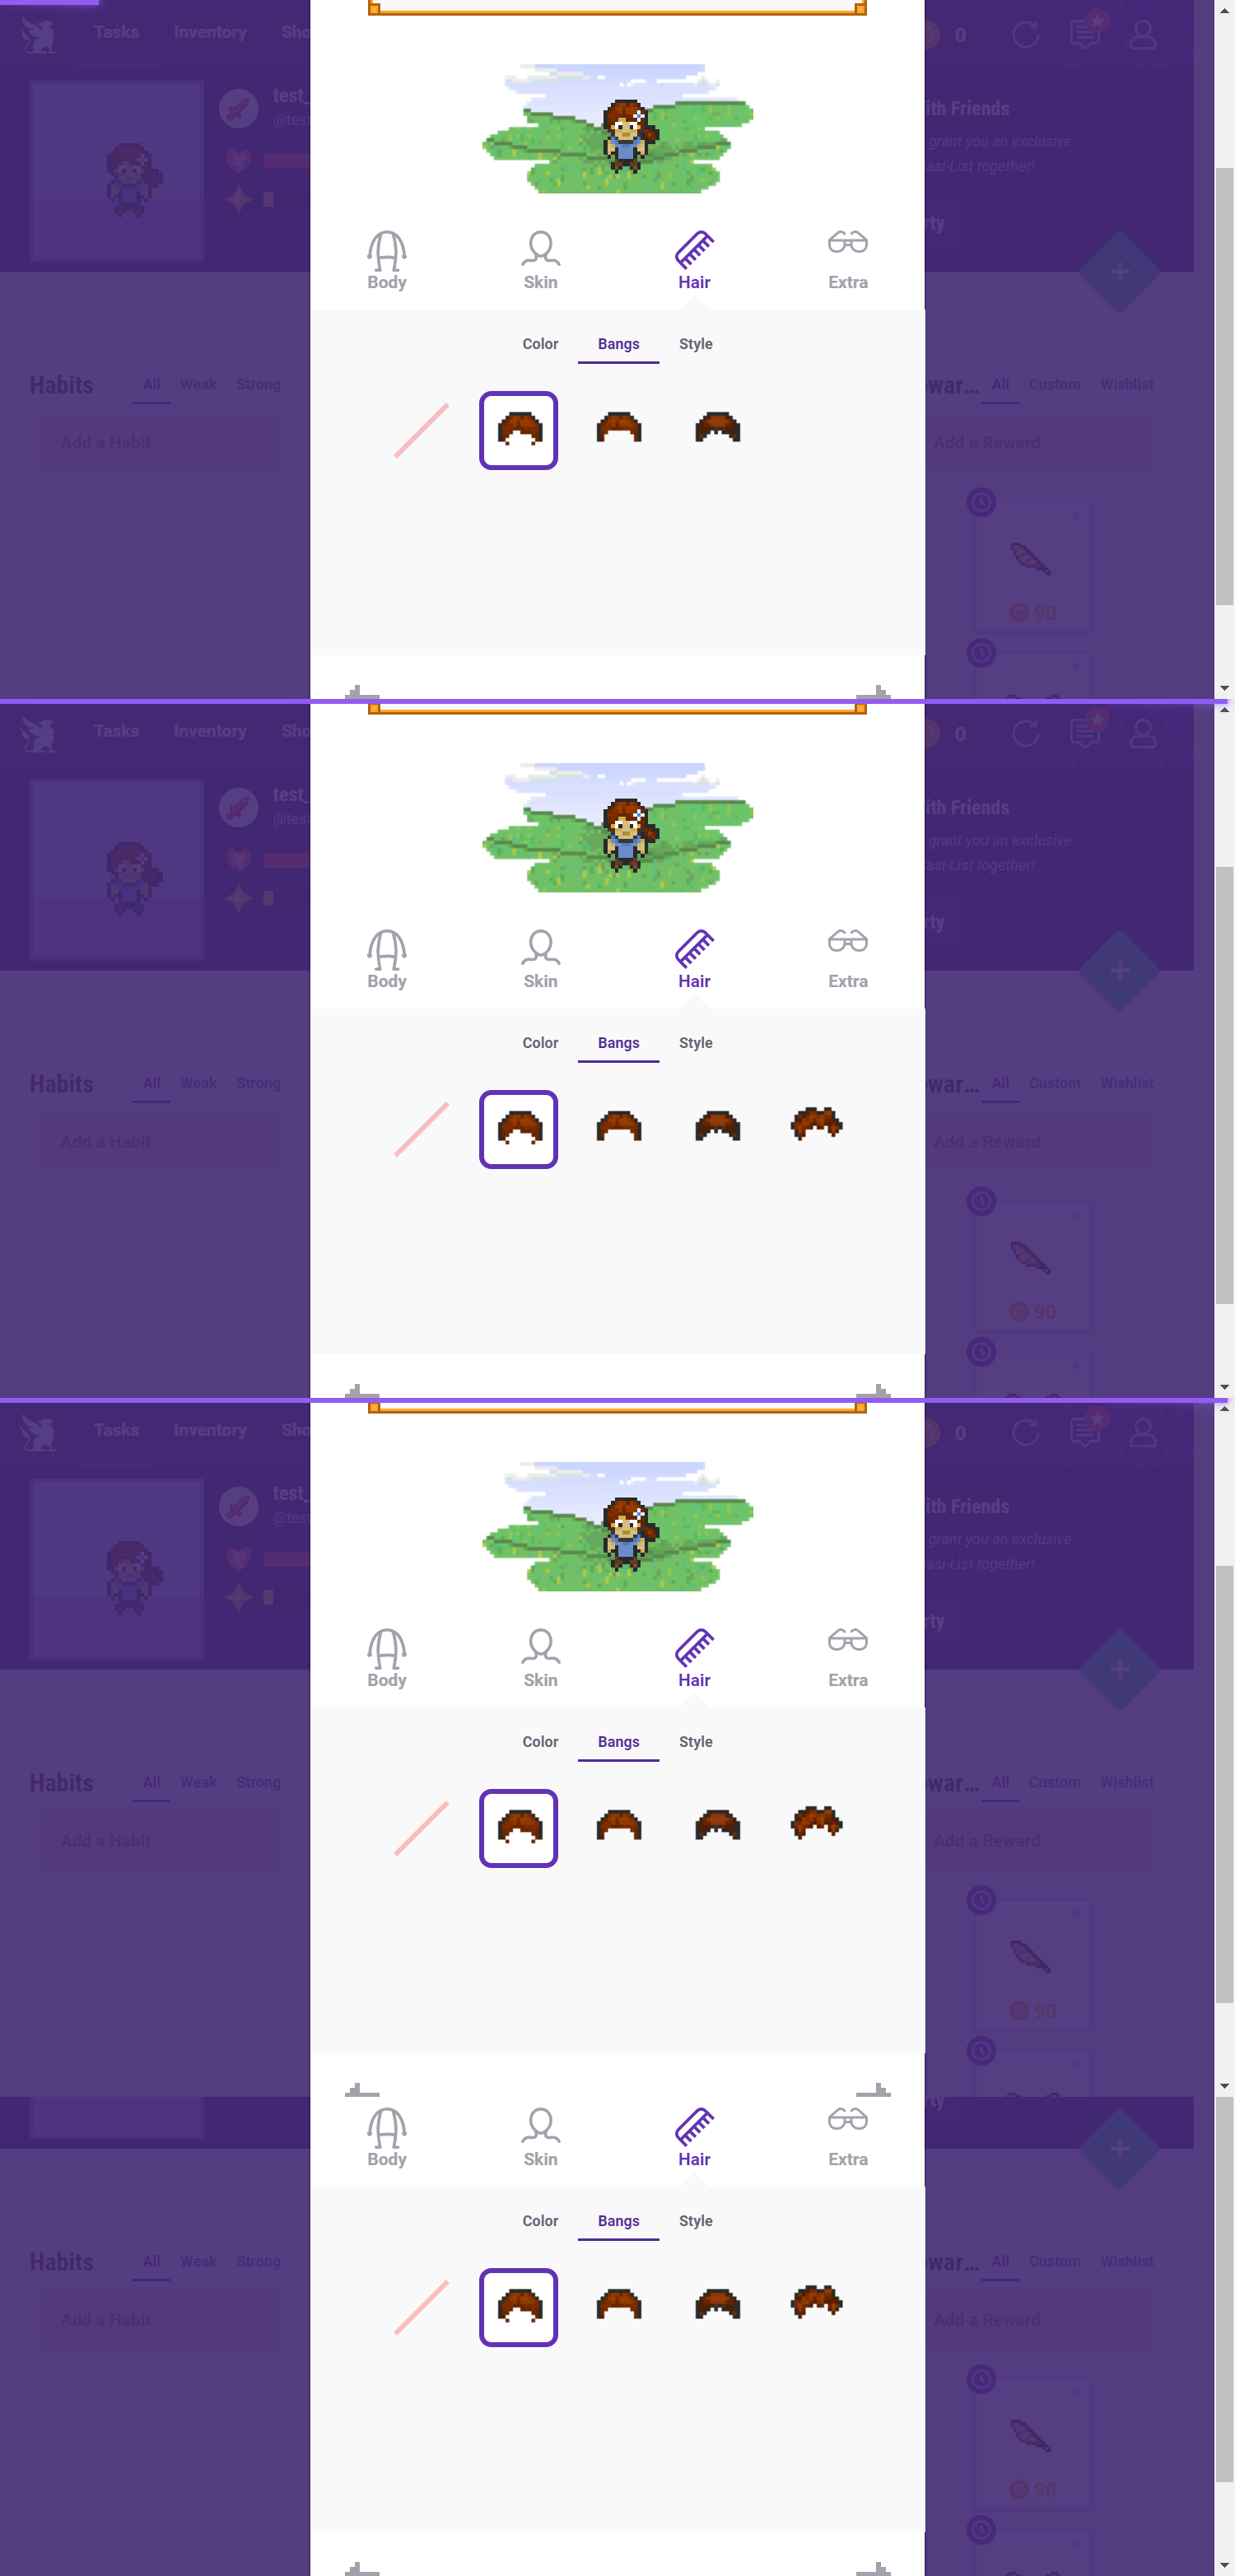 Tasks Inventory Sho 0
test_
ith Friends
@test
grant you an exclusive
asi-List together!
rty
Body Skin Hair Extra
Color Bangs Style
Habits All Weak Strong
ewar... All Custom Wishlist
Add a Habit
Add a Reward
90
Tasks Inventory Sho 0
test_
ith Friends
@test
grant you an exclusive
asi-List together!
rty
Body Skin Hair Extra
Color Bangs Style
Habits All Weak Strong
ewar... All Custom Wishlist
Add a Habit
Add a Reward
90
Tasks Inventory Sho 0
test_
ith Friends
@test
grant you an exclusive
asi-List together!
rty
Body Skin Hair Extra
Color Bangs Style
Habits All Weak Strong
ewar... All Custom Wishlist
Add a Habit
Add a Reward
90
rty
Body Skin Hair Extra
Color Bangs Style
Habits All Weak Strong
ewar... All Custom Wishlist
Add a Habit
Add a Reward
90